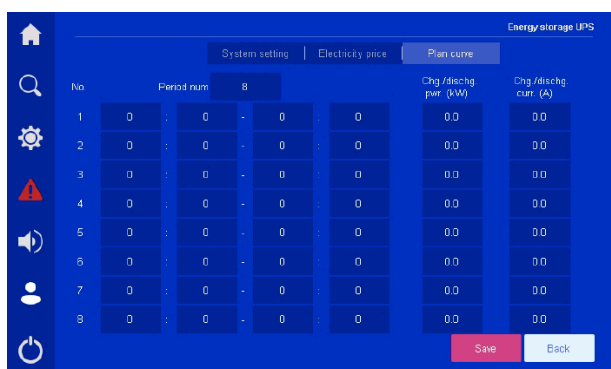 Energy storage UPS
System setting | Electricity price | Plan curve
No. Period num 8 Chg./dischg. pwr. (kW) Chg./dischg. curr. (A)
1 0 : 0 - 0 : 0 0.0 0.0
2 0 : 0 - 0 : 0 0.0 0.0
3 0 : 0 - 0 : 0 0.0 0.0
4 0 : 0 - 0 : 0 0.0 0.0
5 0 : 0 - 0 : 0 0.0 0.0
6 0 : 0 - 0 : 0 0.0 0.0
7 0 : 0 - 0 : 0 0.0 0.0
8 0 : 0 - 0 : 0 0.0 0.0
Save Back